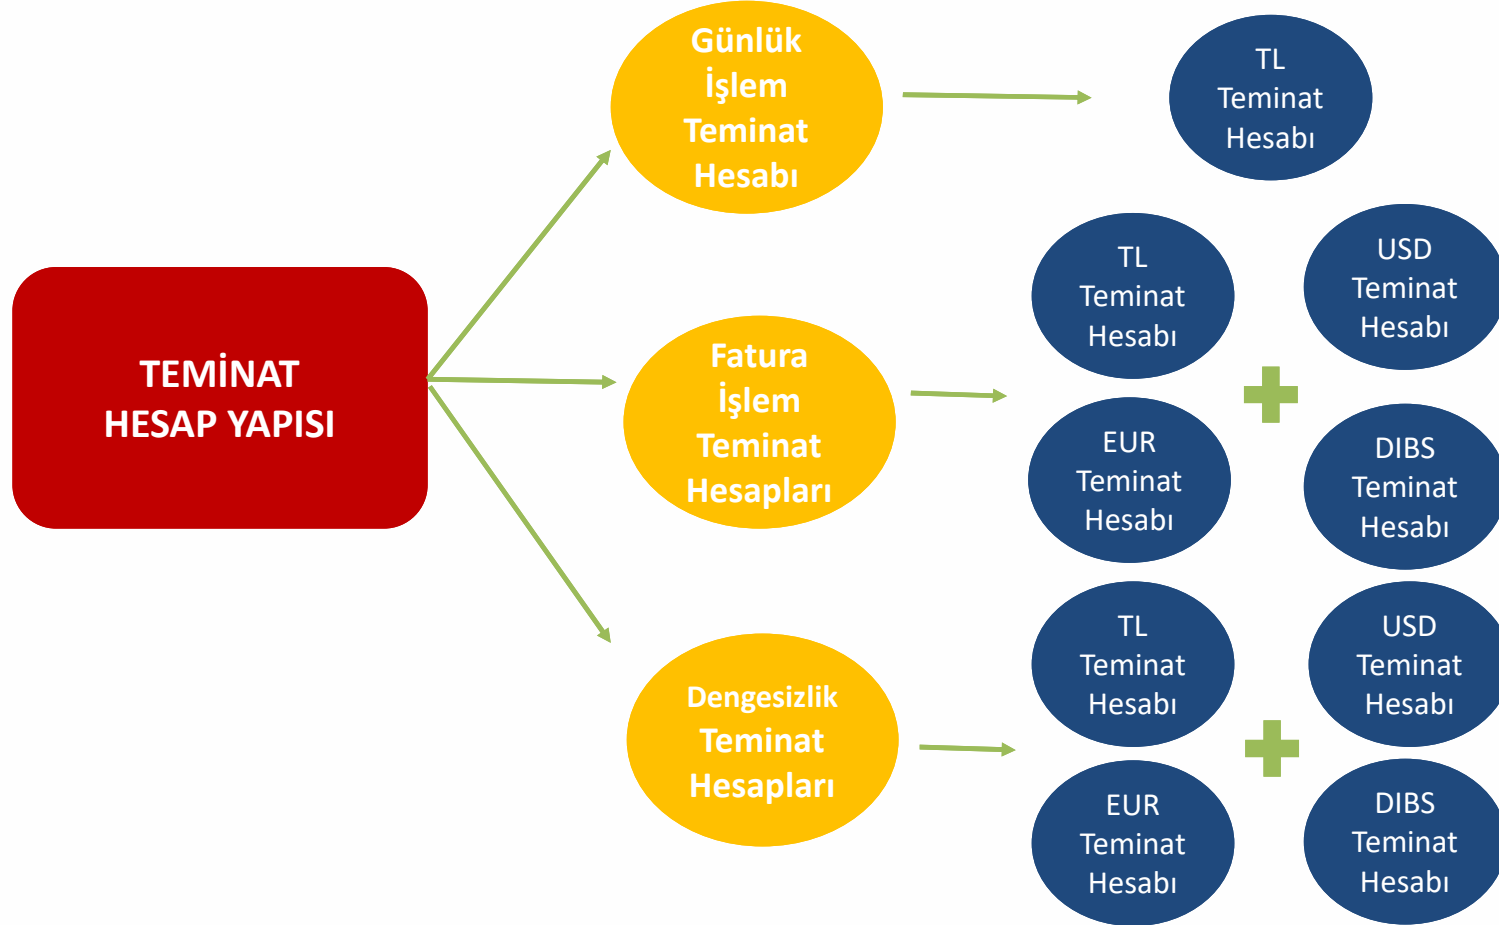 TEMİNAT
HESAP YAPISI
Günlük
İşlem
Teminat
Hesabı
TL
Teminat
Hesabı
Fatura
İşlem
Teminat
Hesapları
TL
Teminat
Hesabı
USD
Teminat
Hesabı
EUR
Teminat
Hesabı
DIBS
Teminat
Hesabı
Dengesizlik
Teminat
Hesapları
TL
Teminat
Hesabı
USD
Teminat
Hesabı
EUR
Teminat
Hesabı
DIBS
Teminat
Hesabı